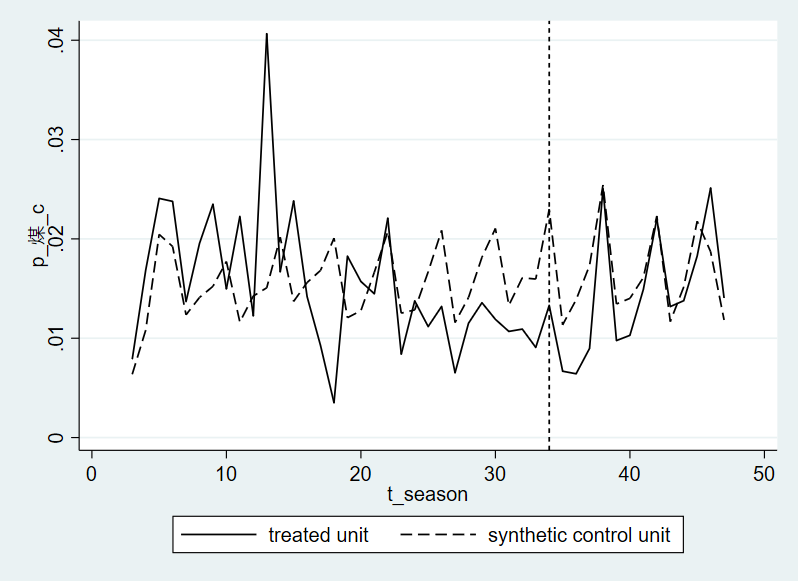 p_煤_c
.04
.03
.02
.01
0
0 10 20 30 40 50
t_season
treated unit synthetic control unit